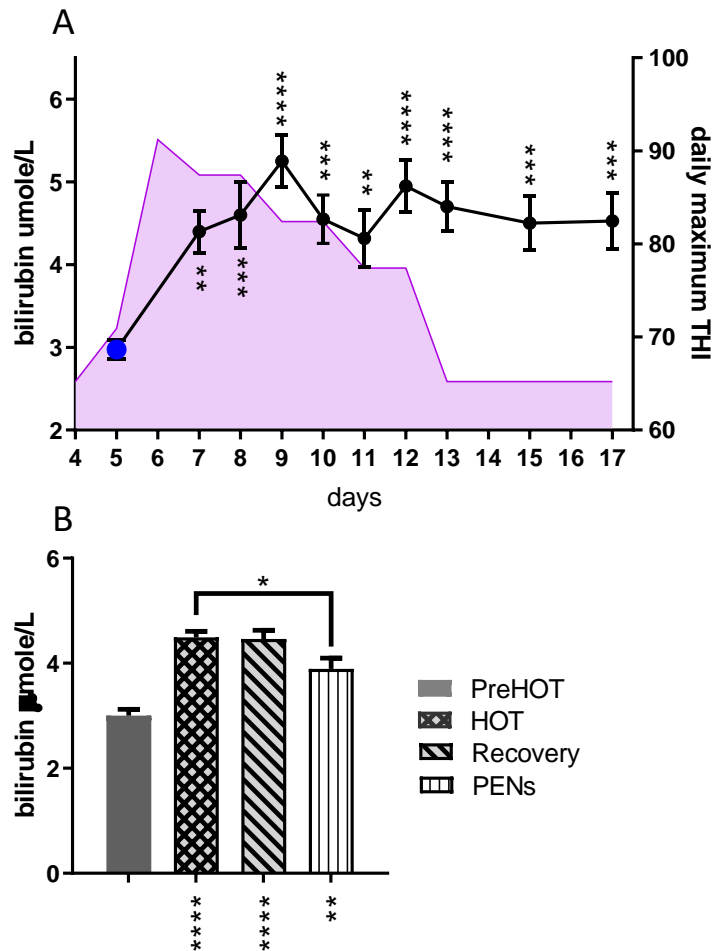 A
bilirubin umole/L
6
5
4
3
2
100
90
80
70
60
daily maximum THI
**
***
****
***
**
****
****
***
***
4 5 6 7 8 9 10 11 12 13 14 15 16 17
days
B
bilirubin umole/L
6
4
2
0
*
PreHOT
HOT
Recovery
PENs
**** **** **